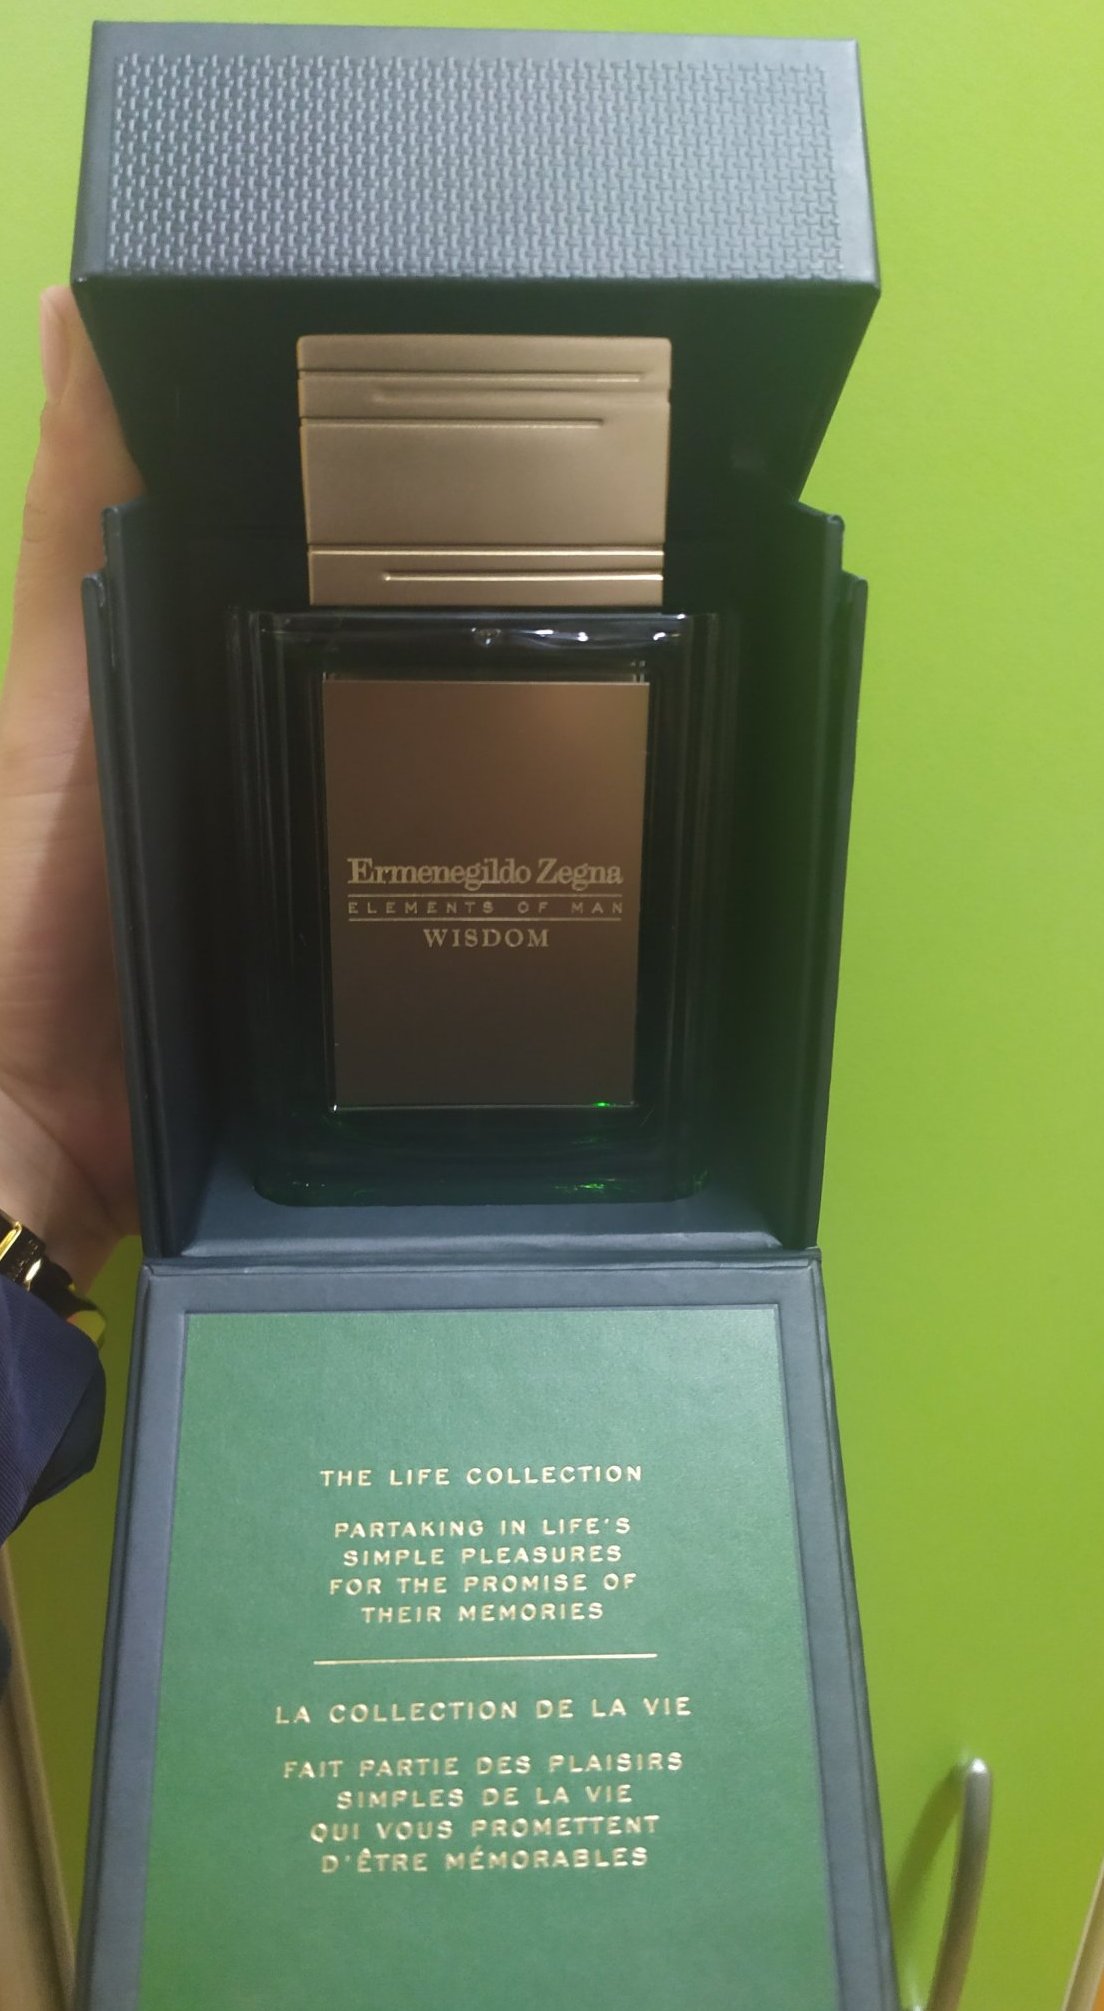 Ermenegildo Zegna
ELEMENTS OF MAN
WISDOM
THE LIFE COLLECTION
PARTAKING IN LIFE'S
SIMPLE PLEASURES
FOR THE PROMISE OF
THEIR MEMORIES
LA COLLECTION DE LA VIE
FAIT PARTIE DES PLAISIRS
SIMPLES DE LA VIE
QUI VOUS PROMETTENT
D'ÊTRE MÉMORABLES